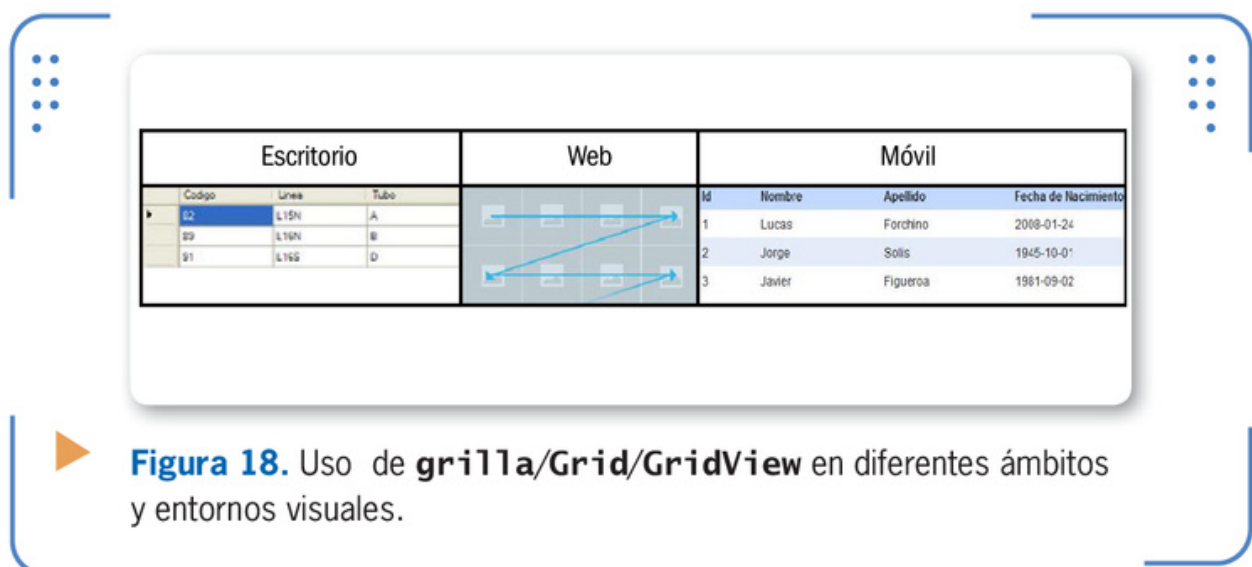 Escritorio Web Móvil
Codigo Linea Tubo
82 L15N A
89 L16N B
91 L16S D
Id Nombre Apellido Fecha de Nacimiento
1 Lucas Forchino 2008-01-24
2 Jorge Solis 1945-10-01
3 Javier Figueroa 1981-09-02
Figura 18. Uso de grilla/Grid/GridView en diferentes ámbitos
y entornos visuales.